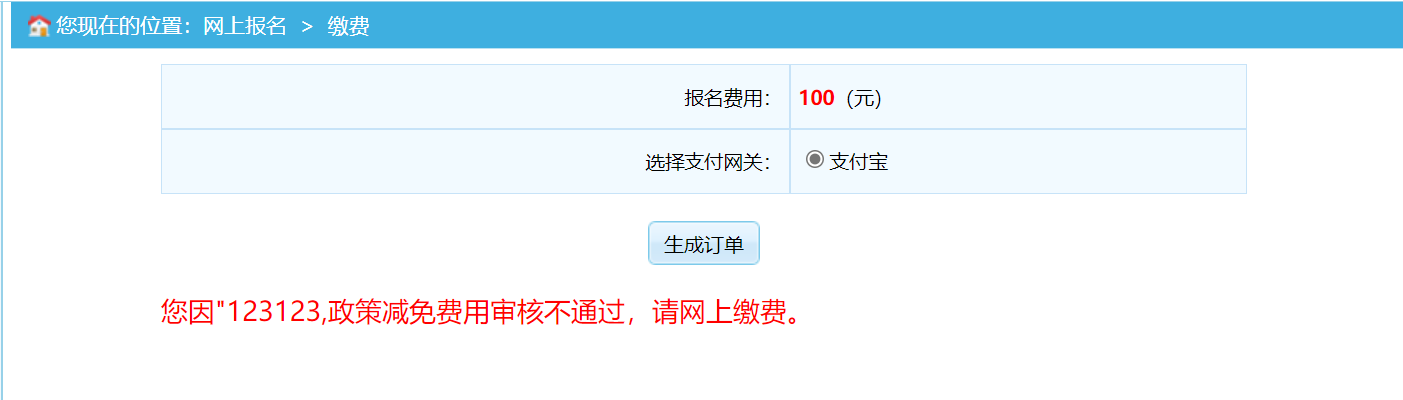 您现在的位置：网上报名 > 缴费
报名费用： 100（元）
选择支付网关： 支付宝
生成订单
您因"123123,政策减免费用审核不通过，请网上缴费。